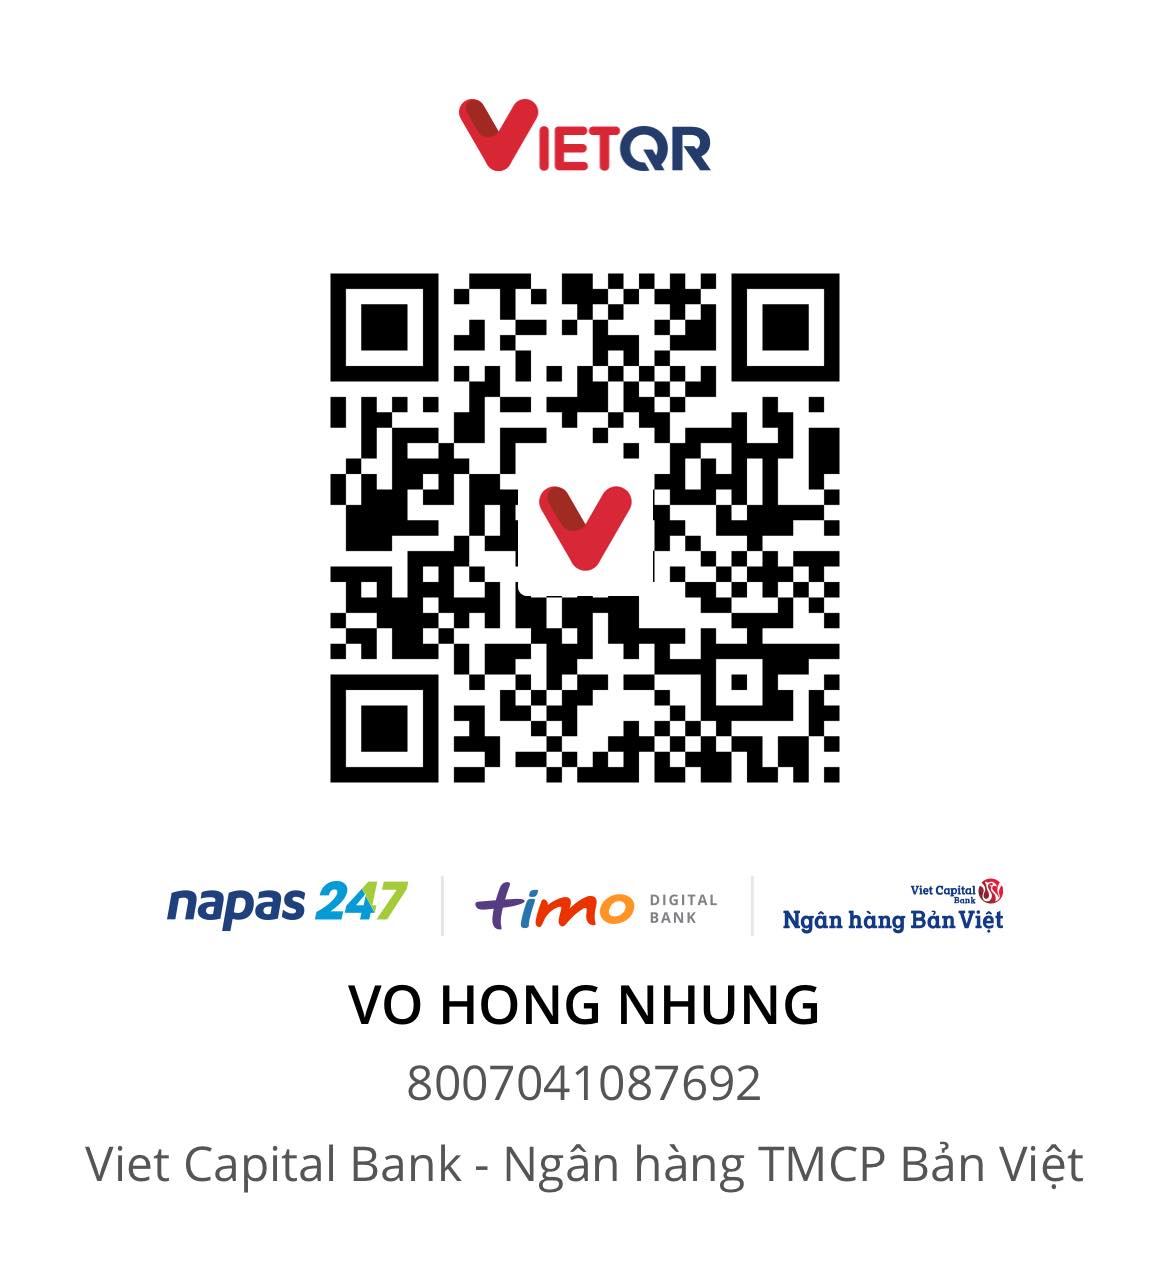 VIETQR
napas 247
timo DIGITAL BANK
Viet Capital Bank
Ngân hàng Bản Việt
VO HONG NHUNG
8007041087692
Viet Capital Bank - Ngân hàng TMCP Bản Việt